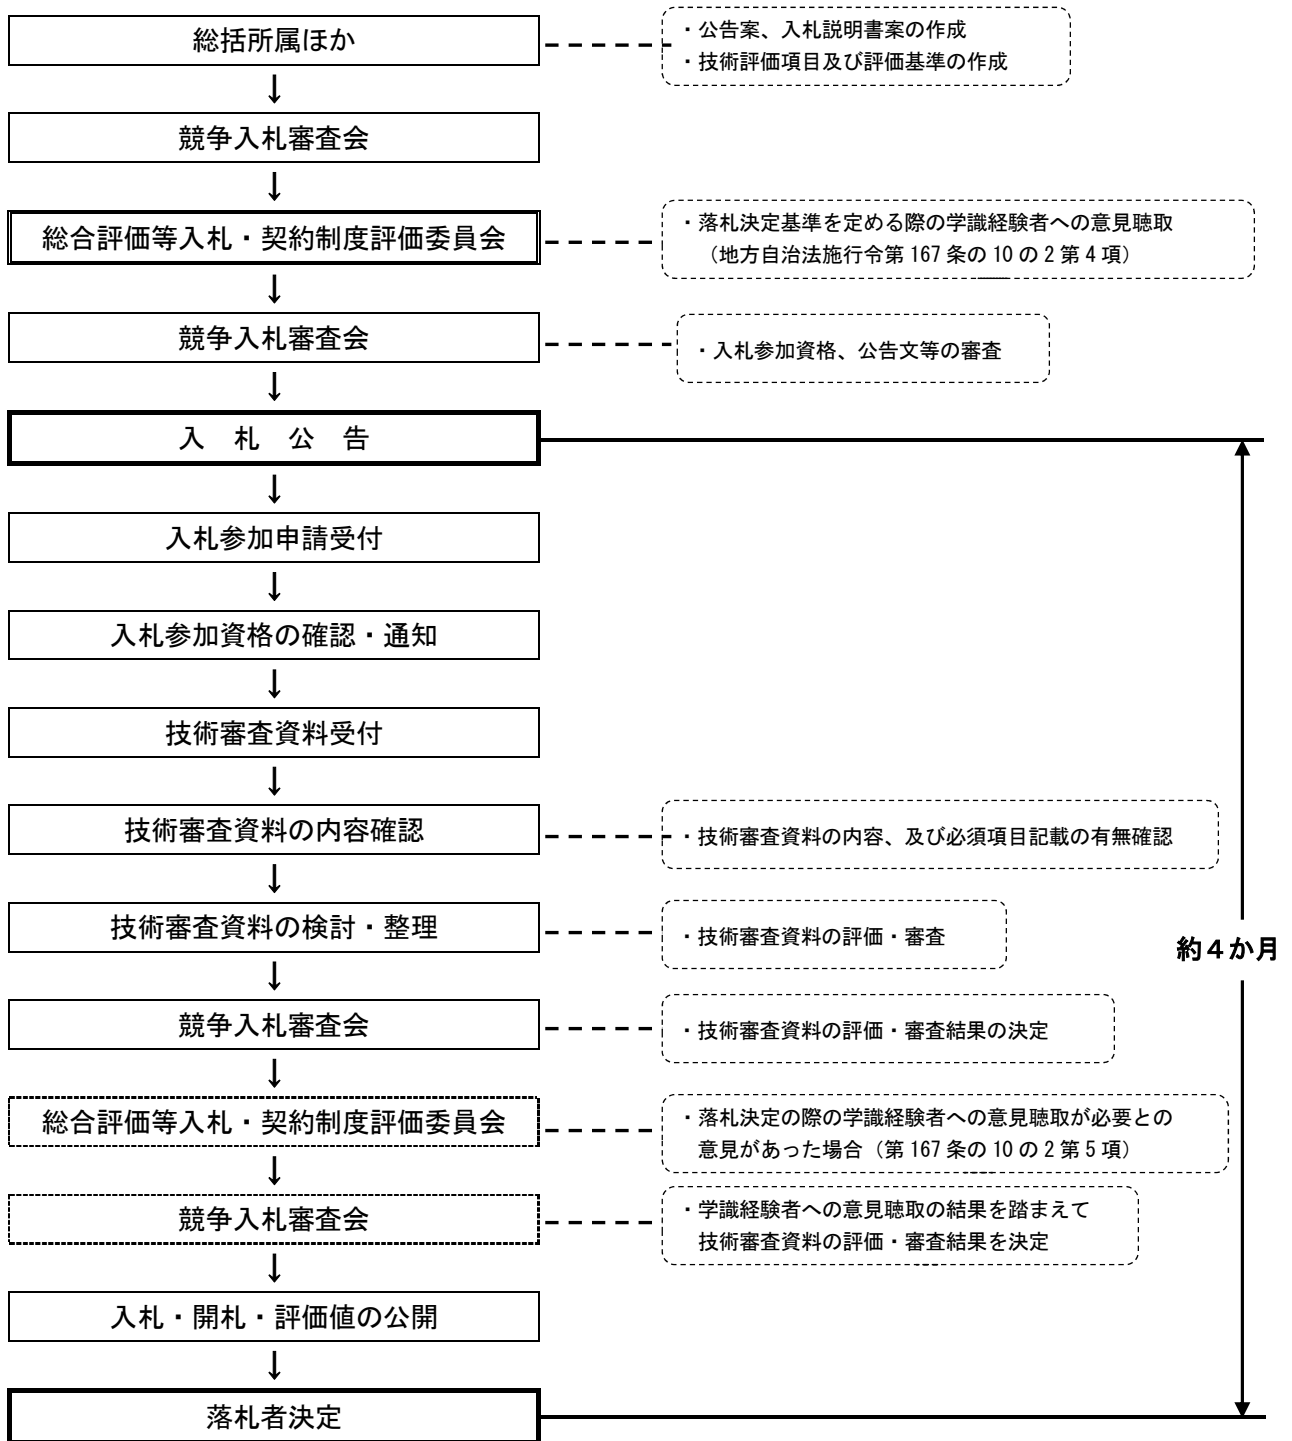 総括所属ほか
・公告案、入札説明書案の作成
・技術評価項目及び評価基準の作成
↓
競争入札審査会
↓
総合評価等入札・契約制度評価委員会
・落札決定基準を定める際の学識経験者への意見聴取
（地方自治法施行令第 167 条の 10 の 2 第 4 項）
↓
競争入札審査会
・入札参加資格、公告文等の審査
↓
入 札 公 告
↓
入札参加申請受付
↓
入札参加資格の確認・通知
↓
技術審査資料受付
↓
技術審査資料の内容確認
・技術審査資料の内容、及び必須項目記載の有無確認
↓
技術審査資料の検討・整理
・技術審査資料の評価・審査
約４か月
↓
競争入札審査会
・技術審査資料の評価・審査結果の決定
↓
総合評価等入札・契約制度評価委員会
・落札決定の際の学識経験者への意見聴取が必要との
意見があった場合（第 167 条の 10 の 2 第 5 項）
↓
競争入札審査会
・学識経験者への意見聴取の結果を踏まえて
技術審査資料の評価・審査結果を決定
↓
入札・開札・評価値の公開
↓
落札者決定